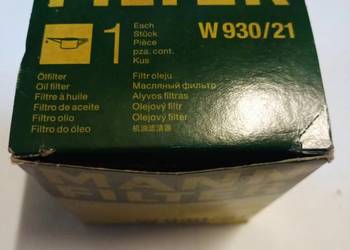 FILTER
1
Each
Stück
Pièce
pza. cont.
Kus
W 930/21
Ölfilter
Oil filter
Filtre à huile
Filtro de aceite
Filtro olio
Filtro do óleo
Filtr oleju
Масляный фильтр
Alyvos filtras
Olejový filtr
Olejový filter
机油滤清器
MANN
FILTER